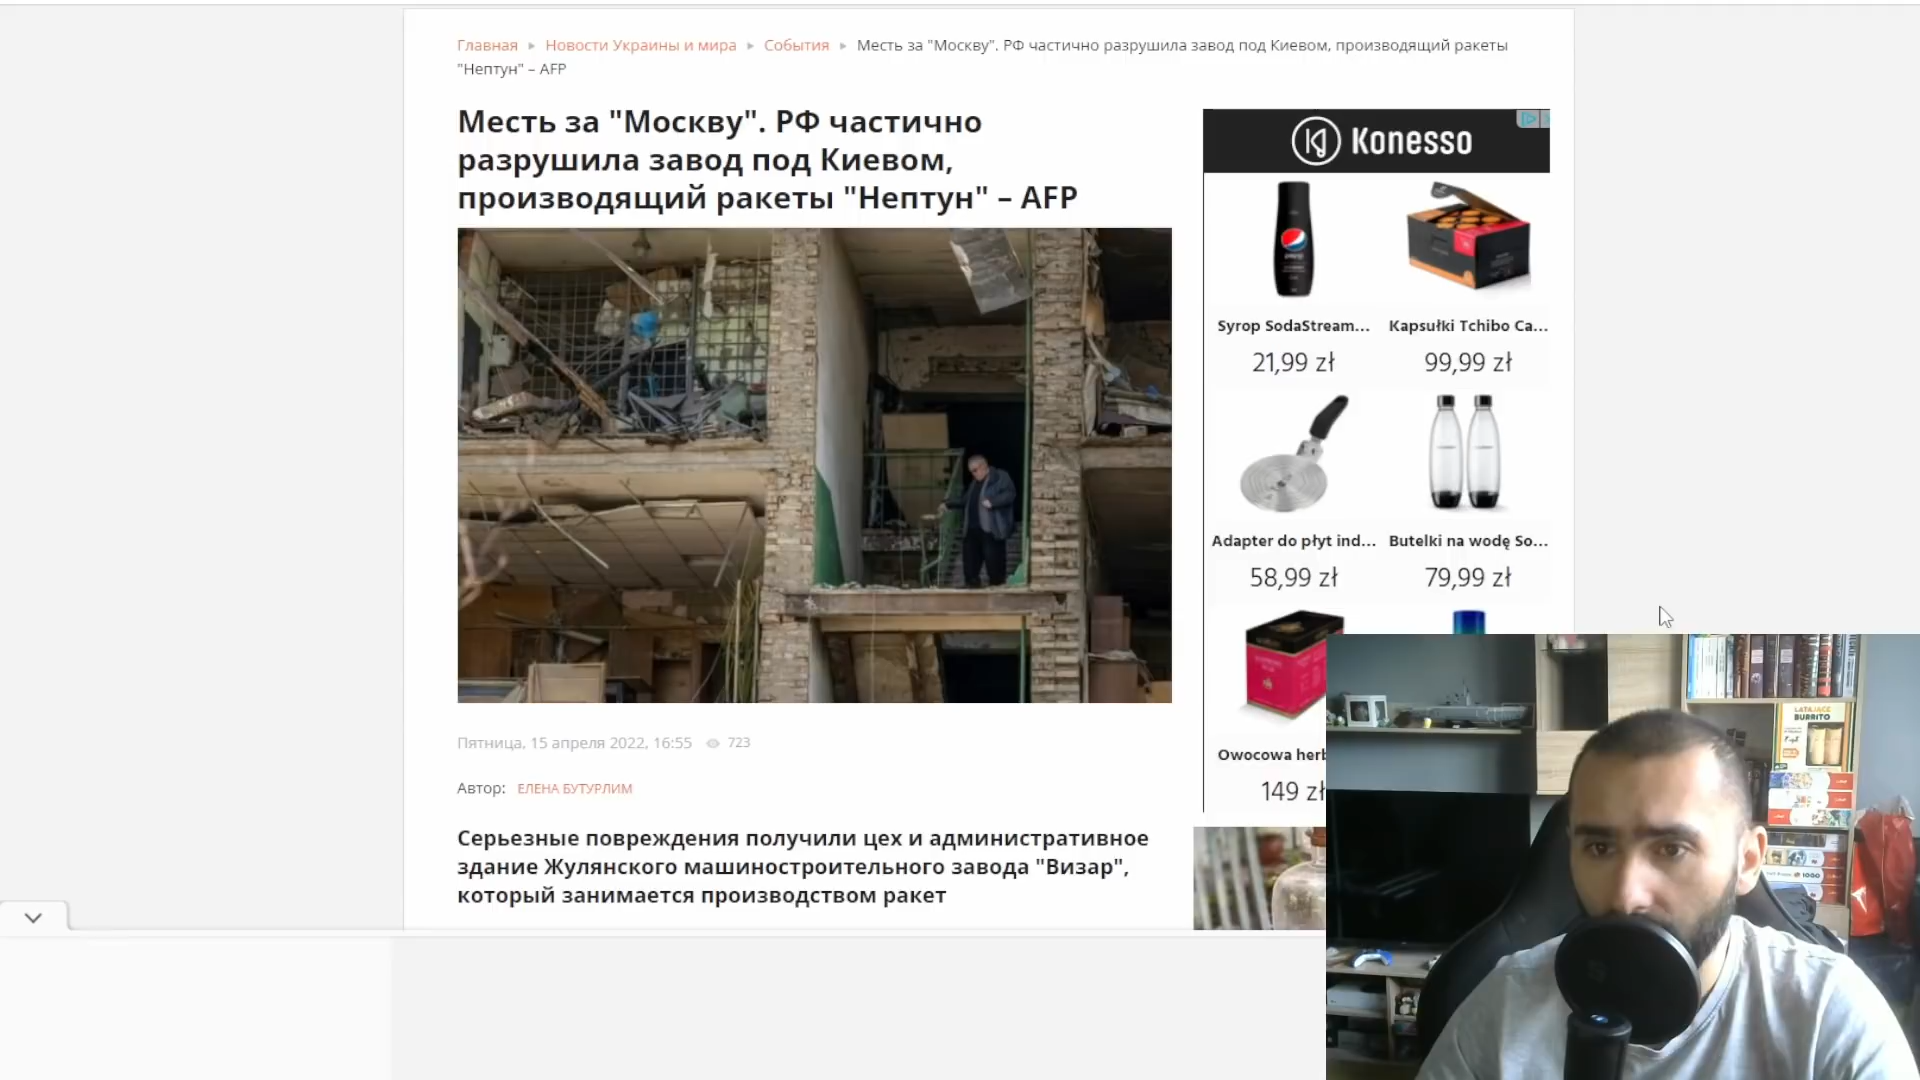 Главная ▸ Новости Украины и мира ▸ События ▸ Месть за "Москву". РФ частично разрушила завод под Киевом, производящий ракеты
"Нептун" – AFP
Месть за "Москву". РФ частично
разрушила завод под Киевом,
производящий ракеты "Нептун" – AFP
Пятница, 15 апреля 2022, 16:55 723
Автор: ЕЛЕНА БУТУРЛИМ
Серьезные повреждения получили цех и административное
здание Жулянского машиностроительного завода "Визар",
который занимается производством ракет
Konesso
Syrop SodaStream... Kapsułki Tchibo Ca...
21,99 zł 99,99 zł
Adapter do płyt ind... Butelki na wodę So...
58,99 zł 79,99 zł
Owocowa herb
149 zł
LATAJĄCE
BURRITO